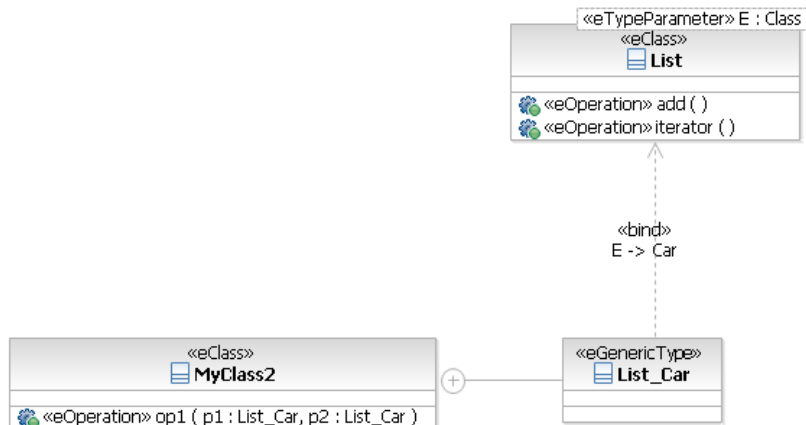 «eTypeParameter» E : Class
«eClass»
List
«eOperation» add ( )
«eOperation» iterator ( )
«bind»
E -> Car
«eClass»
MyClass2
«eOperation» op1 ( p1 : List_Car, p2 : List_Car )
«eGenericType»
List_Car